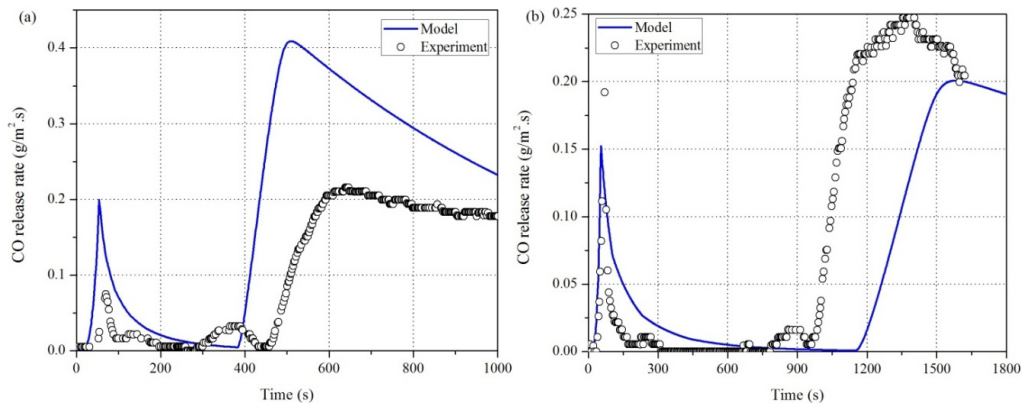 (a)
Model
Experiment
CO release rate (g/m².s)
0.4
0.3
0.2
0.1
0.0
0 200 400 600 800 1000
Time (s)
(b)
Model
Experiment
CO release rate (g/m².s)
0.25
0.20
0.15
0.10
0.05
0.00
0 300 600 900 1200 1500 1800
Time (s)